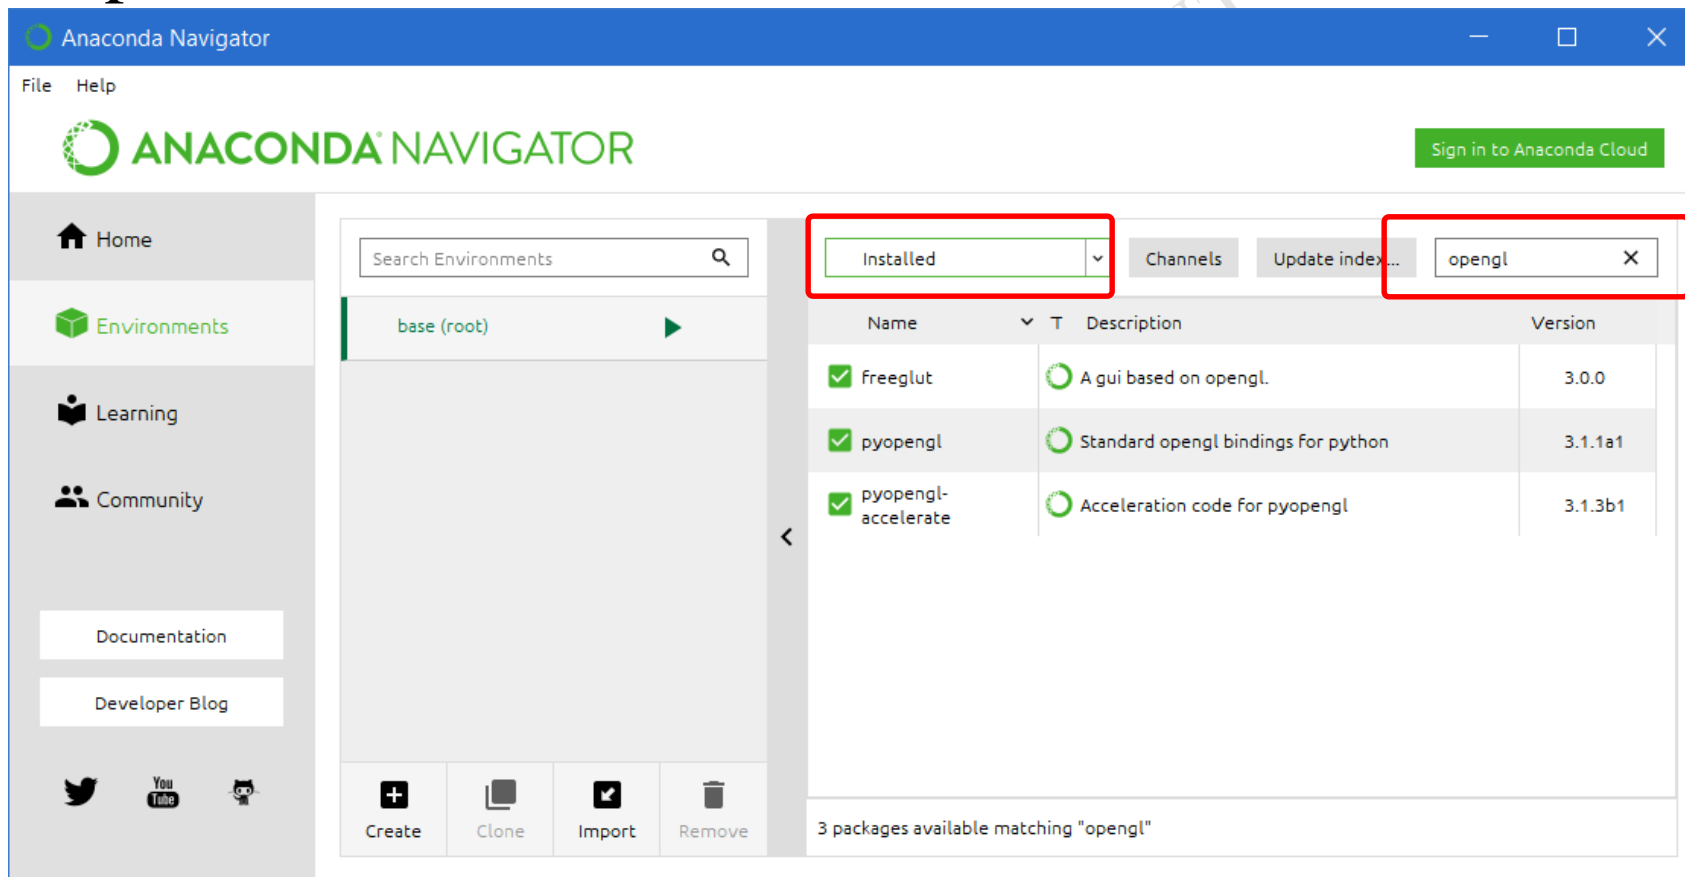 Anaconda Navigator
File Help
ANACONDA NAVIGATOR
Sign in to Anaconda Cloud
Home
Environments
Learning
Community
Documentation
Developer Blog
You
Tube
Search Environments
base (root)
Create Clone Import Remove
Installed Channels Update index... opengl
Name T Description Version
freeglut A gui based on opengl. 3.0.0
pyopengl Standard opengl bindings for python 3.1.1a1
pyopengl-
accelerate Acceleration code for pyopengl 3.1.3b1
3 packages available matching "opengl"